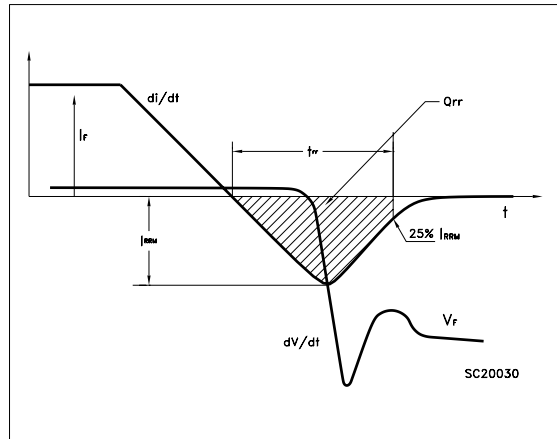 di/dt
Qrr
IF
trr
t
IRRM
25% IRRM
dV/dt
VF
SC20030